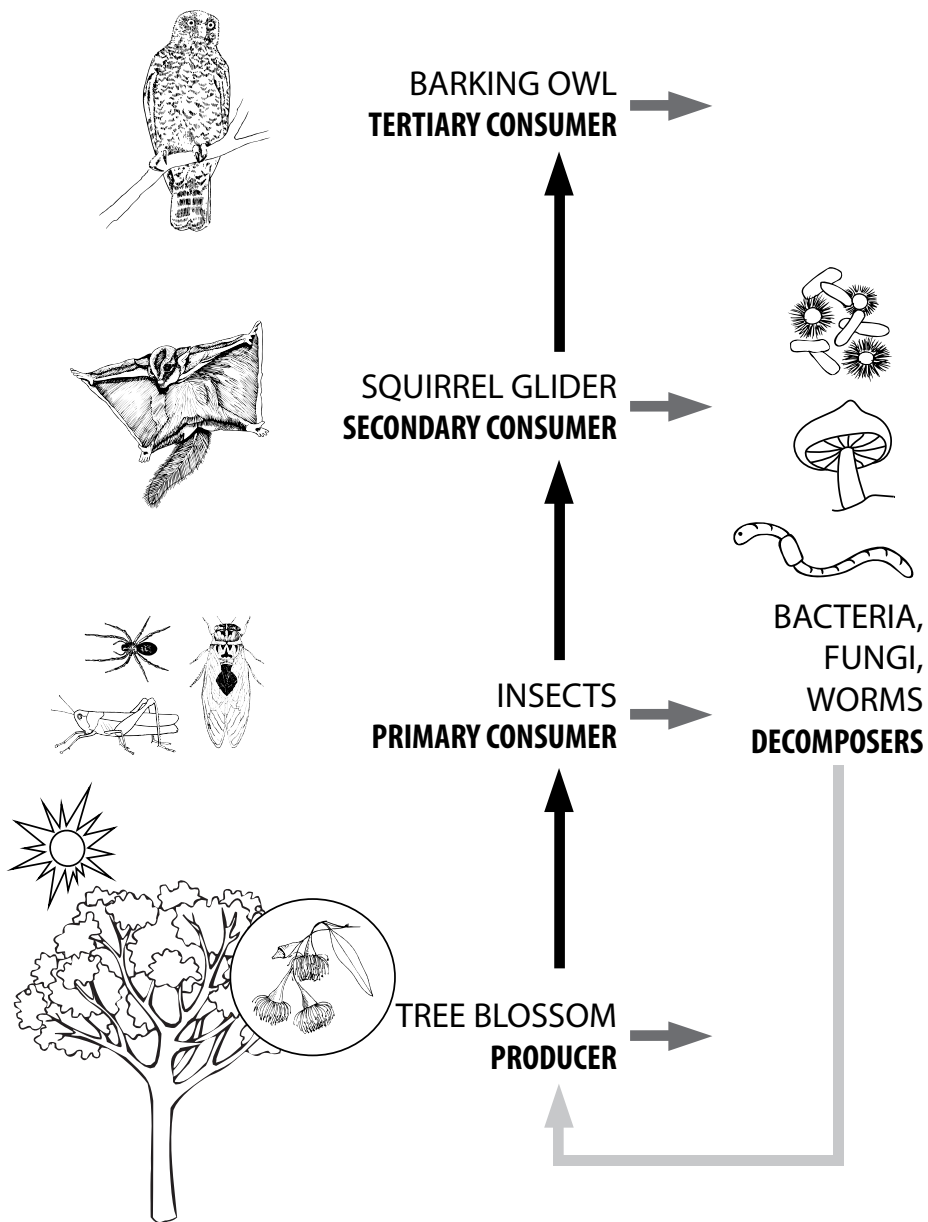 BARKING OWL
TERTIARY CONSUMER
SQUIRREL GLIDER
SECONDARY CONSUMER
INSECTS
PRIMARY CONSUMER
BACTERIA,
FUNGI,
WORMS
DECOMPOSERS
TREE BLOSSOM
PRODUCER